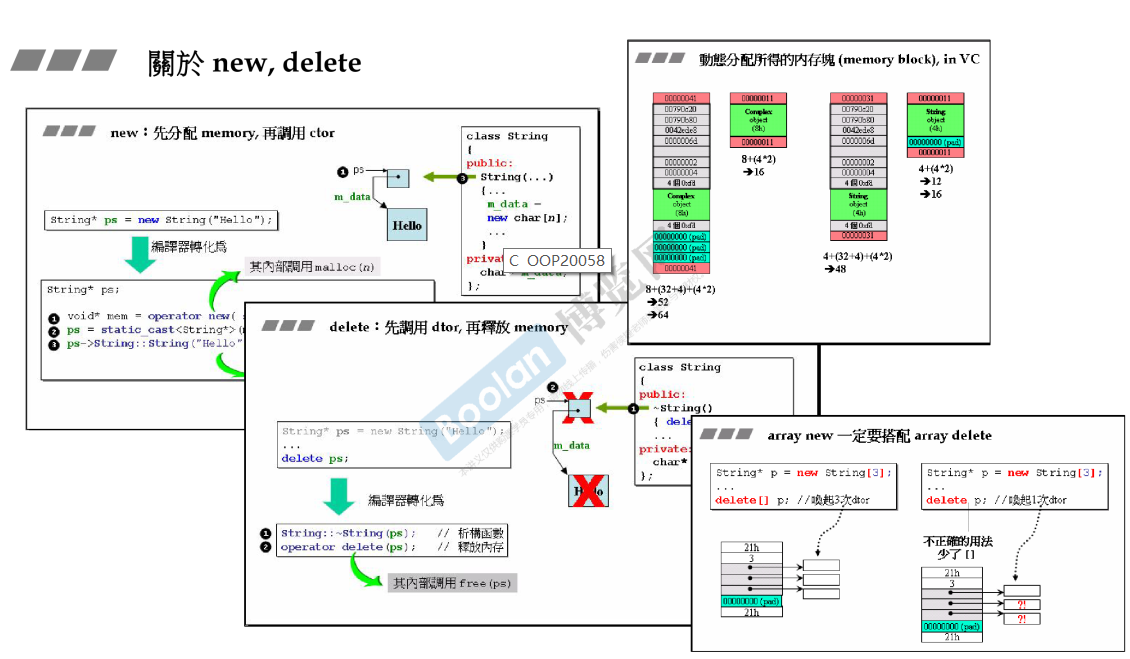 關於 new, delete
new：先分配 memory, 再調用 ctor
String* ps = new String("Hello");
編譯器轉化為
其內部調用 malloc(n)
String* ps;
❶ void* mem = operator new(
❷ ps = static_cast<String*>(
❸ ps->String::String("Hello"
❶ ps
m_data
Hello
❸
class String
{
public:
String(...)
{...
m_data =
new char[n];
...
}
char* m_data;
};
C OOP20058
delete：先調用 dtor, 再釋放 memory
String* ps = new String("Hello");
...
delete ps;
編譯器轉化為
❶ String::~String(ps); // 析構函數
❷ operator delete(ps); // 釋放內存
其內部調用 free(ps)
❷
ps
m_data
❶
class String
{
public:
~String()
{ dele
...
private:
char*
};
動態分配所得的內存塊 (memory block), in VC
00000041
00790c20
00790b80
0042ede8
0000006d
00000002
00000004
4 個 0xfd
Complex
object
(8h)
4 個 0xfd
00000000 (pad)
00000000 (pad)
00000000 (pad)
00000041
8+(32+4)+(4*2)
➔52
➔64
00000011
Complex
object
(8h)
00000011
8+(4*2)
➔16
00000031
00790c20
00790b80
0042ede8
0000006d
00000002
00000004
4 個 0xfd
String
object
(4h)
4 個 0xfd
00000031
4+(32+4)+(4*2)
➔48
00000011
String
object
(4h)
00000000 (pad)
00000011
4+(4*2)
➔12
➔16
array new 一定要搭配 array delete
String* p = new String[3];
...
delete[] p; //喚起3次dtor
21h
3
00000000 (pad)
21h
String* p = new String[3];
...
delete p; //喚起1次dtor
不正確的用法
少了 []
21h
3
?!
?!
00000000 (pad)
21h
Boolan 博览网